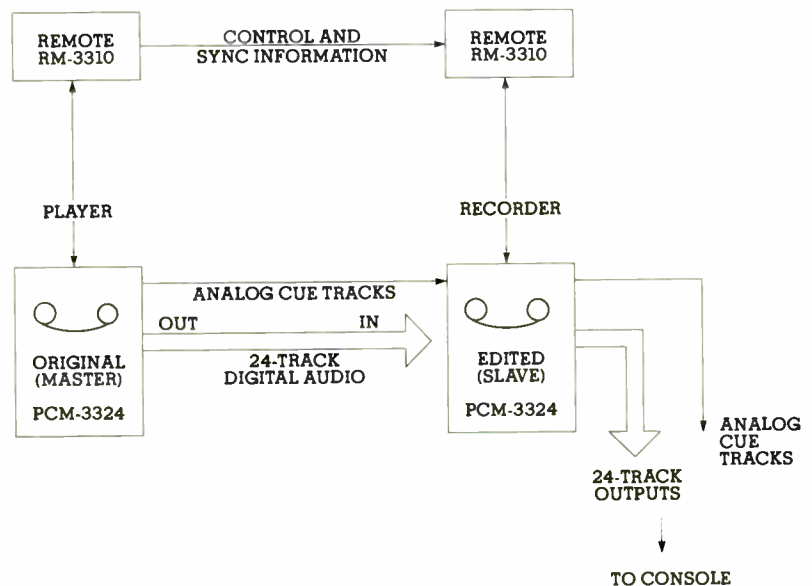 REMOTE
RM-3310
CONTROL AND
SYNC INFORMATION
REMOTE
RM-3310
PLAYER
RECORDER
ANALOG CUE TRACKS
OUT
IN
24-TRACK
DIGITAL AUDIO
ORIGINAL
(MASTER)
PCM-3324
EDITED
(SLAVE)
PCM-3324
ANALOG
CUE
TRACKS
24-TRACK
OUTPUTS
TO CONSOLE